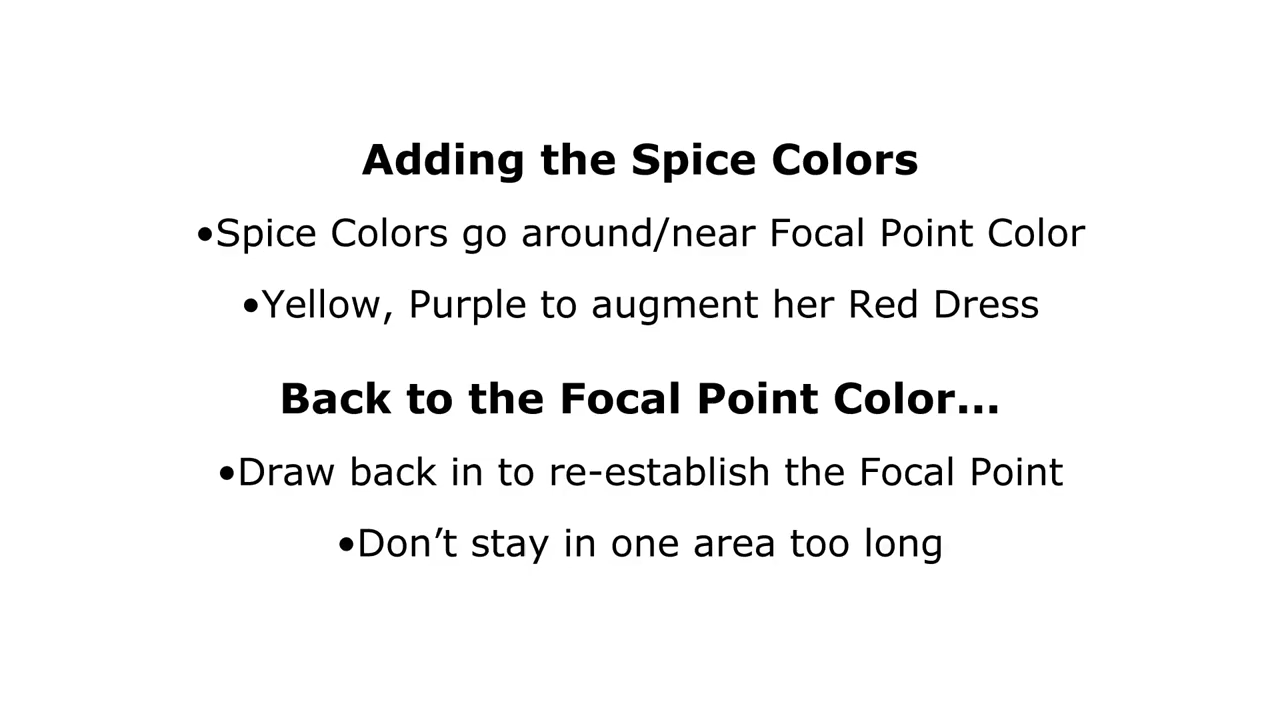 Adding the Spice Colors
•Spice Colors go around/near Focal Point Color
•Yellow, Purple to augment her Red Dress
Back to the Focal Point Color...
•Draw back in to re-establish the Focal Point
•Don’t stay in one area too long